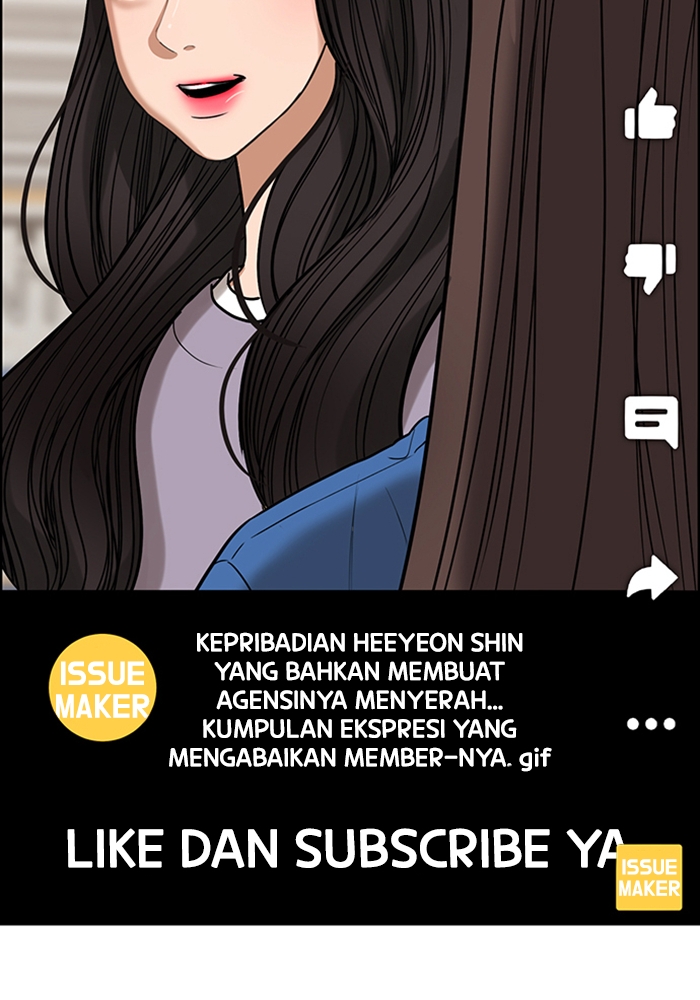 ISSUE
MAKER
KEPRIBADIAN HEEYEON SHIN
YANG BAHKAN MEMBUAT
AGENSINYA MENYERAH...
KUMPULAN EKSPRESI YANG
MENGABAIKAN MEMBER-NYA. gif
LIKE DAN SUBSCRIBE YA
ISSUE
MAKER